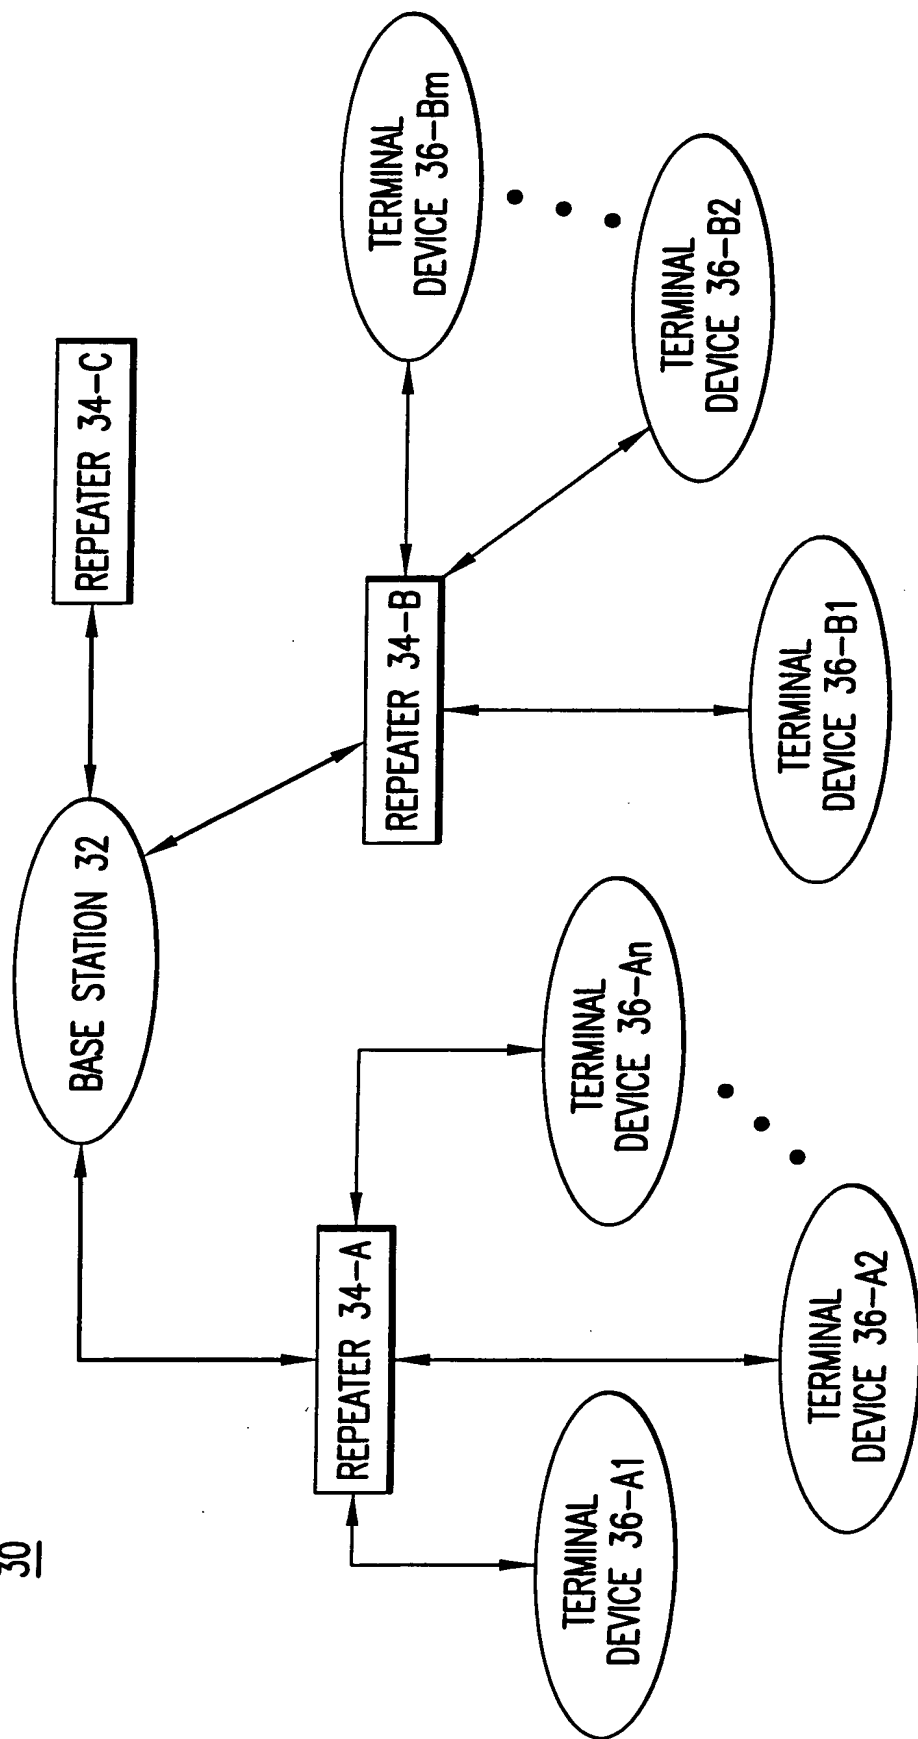 30
BASE STATION 32
REPEATER 34-C
REPEATER 34-A
REPEATER 34-B
TERMINAL
DEVICE 36-A1
TERMINAL
DEVICE 36-A2
TERMINAL
DEVICE 36-An
TERMINAL
DEVICE 36-B1
TERMINAL
DEVICE 36-B2
TERMINAL
DEVICE 36-Bm